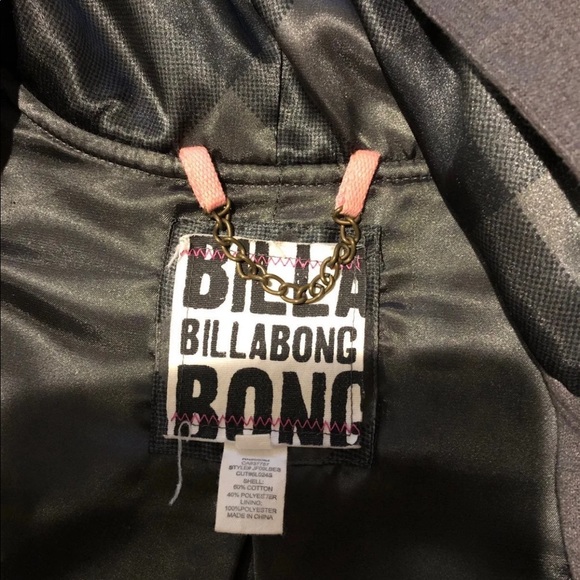 BILLA
BILLABONG
BONG
SHELL:
60% COTTON
40% POLYESTER
LINING:
100%POLYESTER
MADE IN CHINA